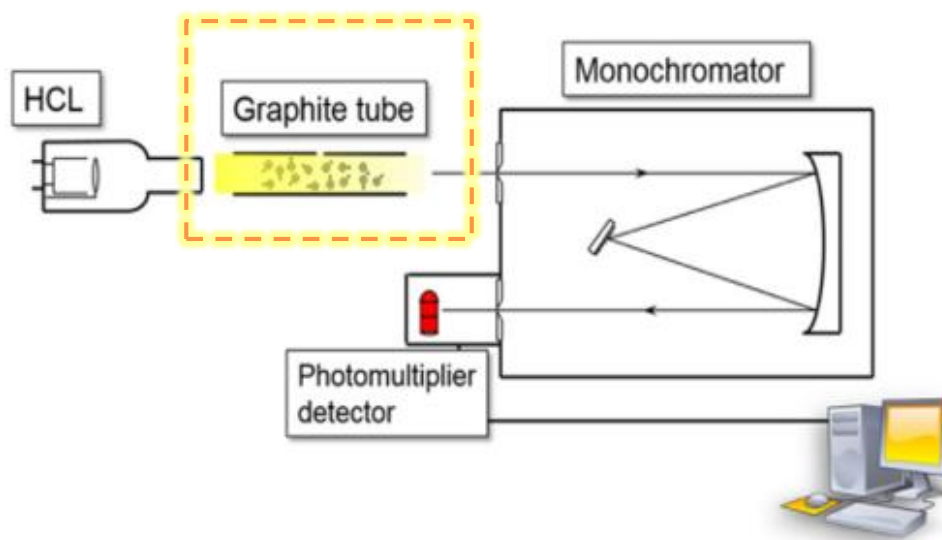 HCL
Graphite tube
Monochromator
Photomultiplier
detector